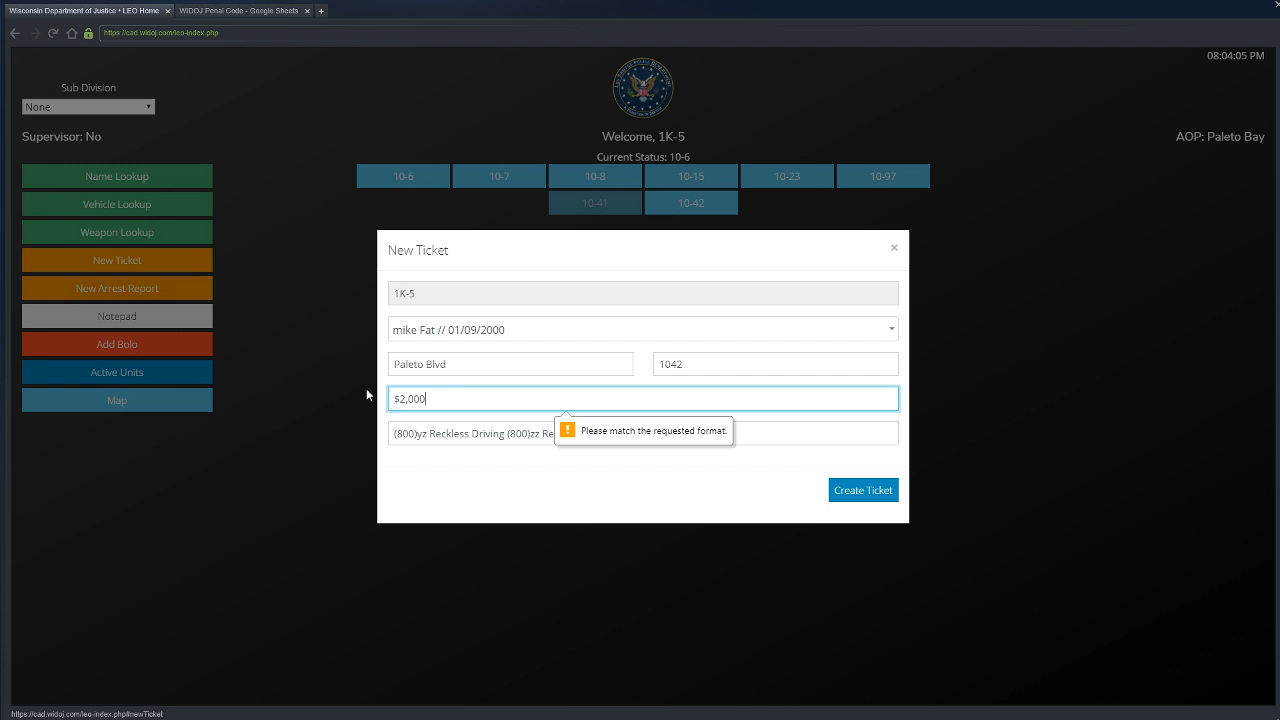 Wisconsin Department of Justice • LEO Home ×
WIDOJ Penal Code - Google Sheets × +
https://cad.widoj.com/leo-index.php
08:04:05 PM
Sub Division
None
Supervisor: No
Welcome, 1K-5
AOP: Paleto Bay
Current Status: 10-6
Name Lookup
10-6 10-7 10-8 10-15 10-23 10-97
Vehicle Lookup
10-41 10-42
Weapon Lookup
New Ticket
New Arrest Report
Notepad
Add Bolo
Active Units
Map
New Ticket ×
1K-5
mike Fat // 01/09/2000
Paleto Blvd 1042
$2,000
! Please match the requested format.
(800)yz Reckless Driving (800)zz Re
Create Ticket
https://cad.widoj.com/leo-index.php#newTicket